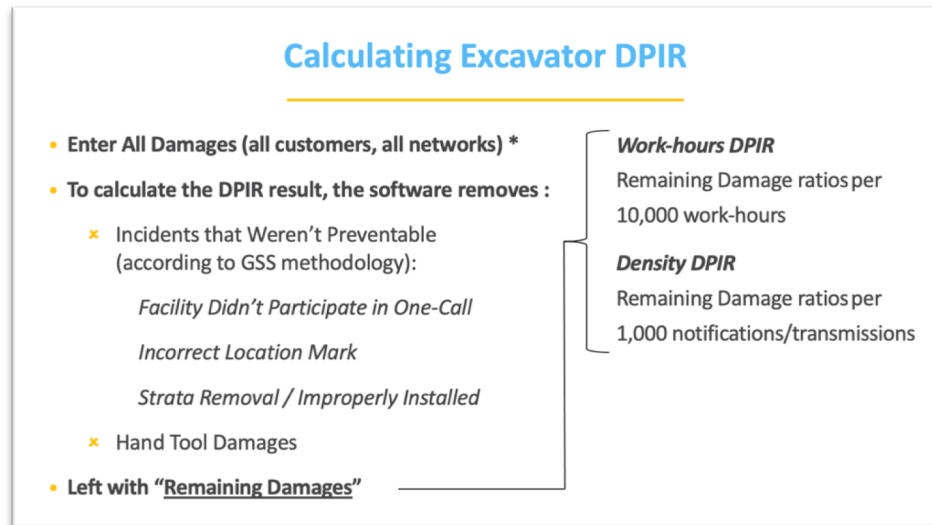 Calculating Excavator DPIR
• Enter All Damages (all customers, all networks) *
• To calculate the DPIR result, the software removes :
× Incidents that Weren't Preventable
(according to GSS methodology):
Facility Didn't Participate in One-Call
Incorrect Location Mark
Strata Removal / Improperly Installed
× Hand Tool Damages
• Left with “Remaining Damages”
Work-hours DPIR
Remaining Damage ratios per
10,000 work-hours
Density DPIR
Remaining Damage ratios per
1,000 notifications/transmissions